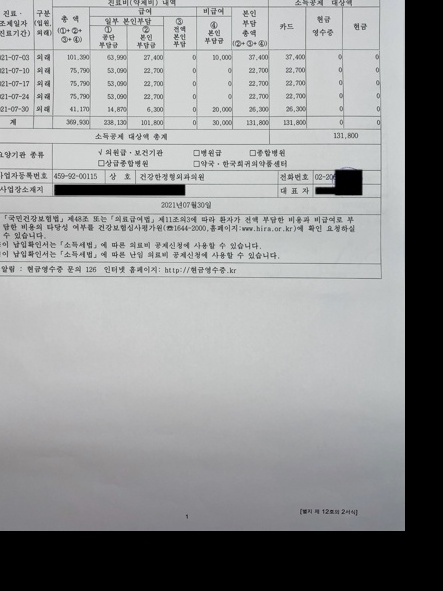 진료비(약제비) 내역 소득공제 대상액
진료· 구분 총 액 급여 비급여 본인 카드 현금 현금
조제일자 (입원, (①+②+ 일부 본인부담 ③ ④ 부담 영수증
진료기간) 외래) ③+④) ① 공단부담금 ② 본인부담금 전액본인부담 본인부담금 총액 (②+③+④)
021-07-03 외래 101,390 63,990 27,400 0 10,000 37,400 37,400 0 0
021-07-10 외래 75,790 53,090 22,700 0 0 22,700 22,700 0 0
021-07-17 외래 75,790 53,090 22,700 0 0 22,700 22,700 0 0
021-07-24 외래 75,790 53,090 22,700 0 0 22,700 22,700 0 0
021-07-30 외래 41,170 14,870 6,300 0 20,000 26,300 26,300 0 0
계 369,930 238,130 101,800 0 30,000 131,800 131,800 0 0
소득공제 대상액 총계 131,800
요양기관 종류 √ 의원급·보건기관 □병원급 □종합병원
□상급종합병원 □약국·한국희귀의약품센터
사업자등록번호 459-92-00115 상 호 건강한정형외과의원 전화번호 02-20
사업장소재지 대 표 자
2021년07월30일
「국민건강보험법」제48조 또는「의료급여법」제11조의3에 따라 환자가 전액 부담한 비용과 비급여로 부
담한 비용의 타당성 여부를 건강보험심사평가원(☎1644-2000,홈페이지:www.hira.or.kr)에 확인 요청하실
수 있습니다.
이 납입확인서는「소득세법」에 따른 의료비 공제신청에 사용할 수 있습니다.
이 납입확인서는「소득세법」에 따른 난임 의료비 공제신청에 사용할 수 있습니다.
알림 : 현금영수증 문의 126 인터넷 홈페이지: http://현금영수증.kr
1
[별지 제 12호의 2서식]